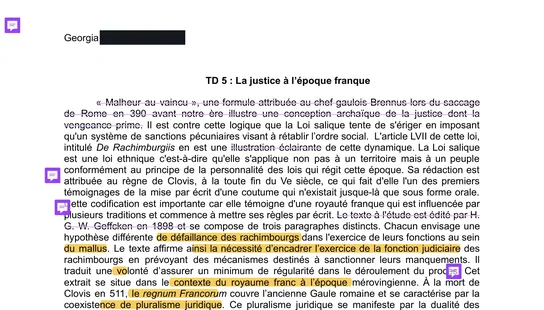 Georgia
TD 5 : La justice à l'époque franque
« Malheur au vaincu », une formule attribuée au chef gaulois Brennus lors du saccage
de Rome en 390 avant notre ère illustre une conception archaïque de la justice dont la
vengeance prime. Il est contre cette logique que la Loi salique tente de s'ériger en imposant
qu'un système de sanctions pécuniaires visant à rétablir l'ordre social. L'article LVII de cette loi,
intitulé De Rachimburgiis en est une illustration éclairante de cette dynamique. La Loi salique
est une loi ethnique c'est-à-dire qu'elle s'applique non pas à un territoire mais à un peuple
conformément au principe de la personnalité des lois qui régit cette époque. Sa rédaction est
attribuée au règne de Clovis, à la toute fin du Ve siècle, ce qui fait d'elle l'un des premiers
témoignages de la mise par écrit d'une coutume qui n'existait jusque-là que sous forme orale.
Cette codification est importante car elle témoigne d'une royauté franque qui est influencée par
plusieurs traditions et commence à mettre ses règles par écrit. Le texte à l'étude est édité par H.
G. W. Goffcken en 1898 et se compose de trois paragraphes distincts. Chacun envisage une
hypothèse différente de défaillance des rachimbourgs dans l'exercice de leurs fonctions au sein
du mallus. Le texte affirme ainsi la nécessité d'encadrer l'exercice de la fonction judiciaire des
rachimbourgs en prévoyant des mécanismes destinés à sanctionner leurs manquements. Il
traduit une volonté d'assurer un minimum de régularité dans le déroulement du Cet
extrait se situe dans le contexte du royaume franc à l'époque mérovingienne. À la mort de
Clovis en 511, le regnum Francorum couvre l'ancienne Gaule romaine et se caractérise par la
coexistence de pluralisme juridique. Ce pluralisme juridique se manifeste par la dualité des